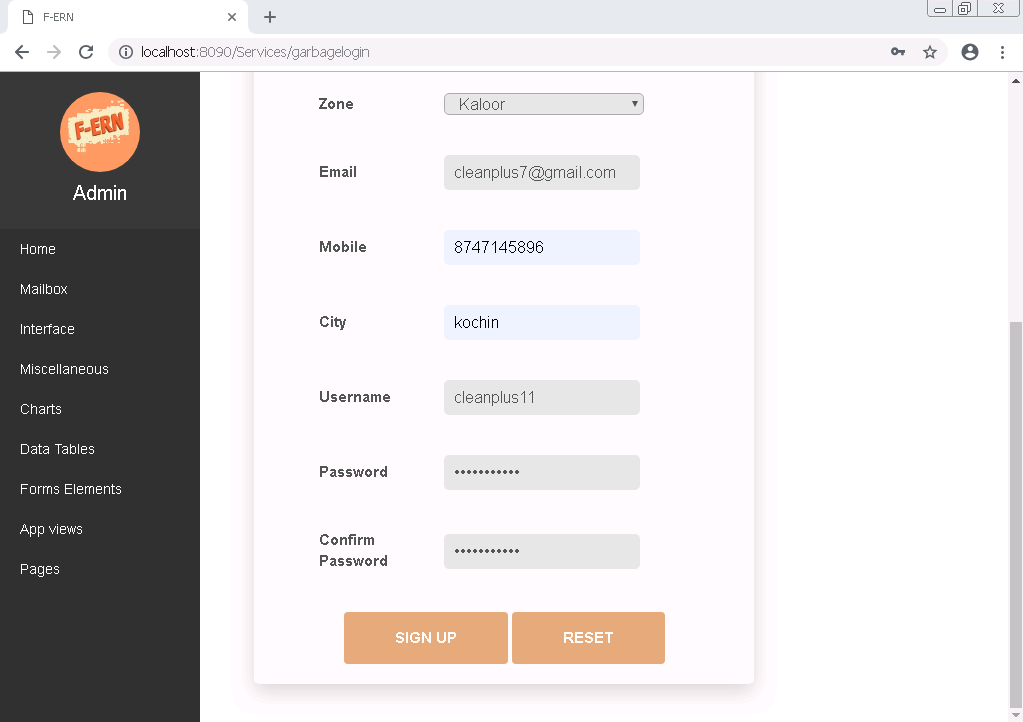 F-ERN
localhost:8090/Services/garbagelogin
F-ERN
Admin
Home
Mailbox
Interface
Miscellaneous
Charts
Data Tables
Forms Elements
App views
Pages
Zone Kaloor
Email cleanplus7@gmail.com
Mobile 8747145896
City kochin
Username cleanplus11
Password •••••••••••
Confirm
Password •••••••••••
SIGN UP RESET